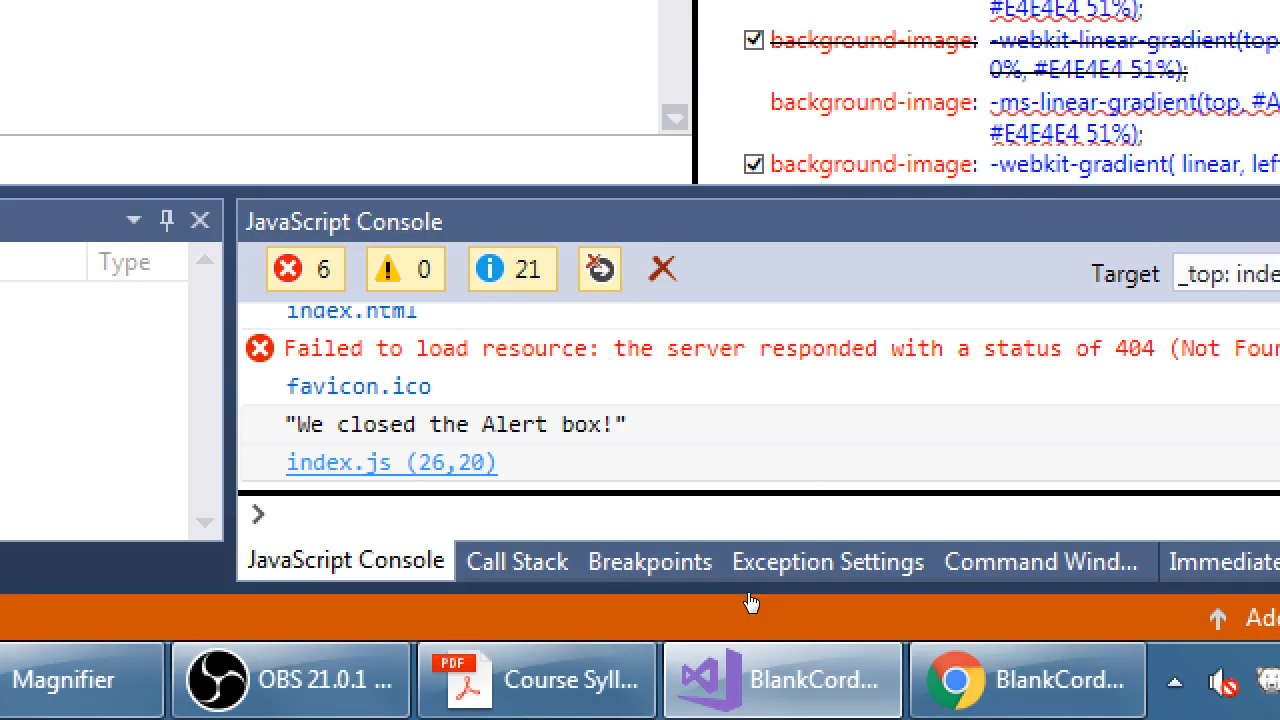 #E4E4E4 51%);
background-image: -webkit-linear-gradient(top
0%, #E4E4E4 51%);
background-image: -ms-linear-gradient(top, #A
#E4E4E4 51%);
background-image: -webkit-gradient( linear, lef
Type
JavaScript Console
6 0 21
Target _top: inde
index.html
Failed to load resource: the server responded with a status of 404 (Not Foun
favicon.ico
"We closed the Alert box!"
index.js (26,20)
JavaScript Console Call Stack Breakpoints Exception Settings Command Wind... Immediate
Add
Magnifier OBS 21.0.1 ... PDF Course Syll... BlankCord... BlankCord...